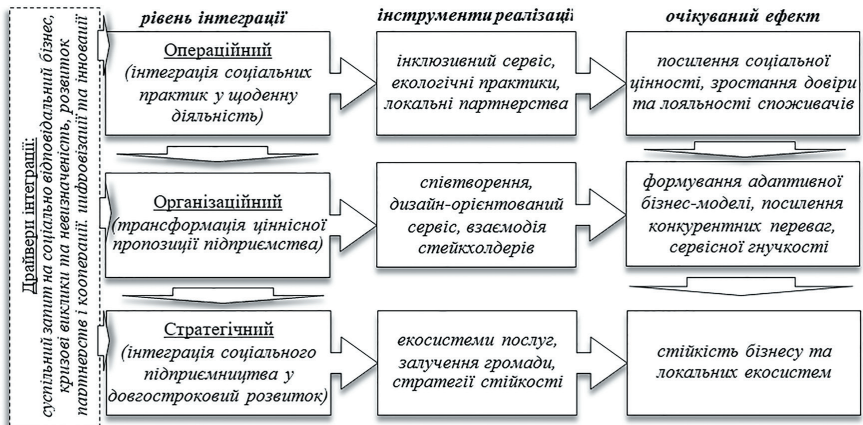 рівень інтеграції
інструменти реалізації
очікуваний ефект
Драйвери інтеграції:
суспільний запит на соціально відповідальний бізнес,
кризові виклики та невизначеність, розвиток
партнерств і кооперації, цифровізації та інновації
Операційний
(інтеграція соціальних
практик у щоденну
діяльність)
інклюзивний сервіс,
екологічні практики,
локальні партнерства
посилення соціальної
цінності, зростання довіри
та лояльності споживачів
Організаційний
(трансформація ціннісної
пропозиції підприємства)
співтворення,
дизайн-орієнтований
сервіс, взаємодія
стейкхолдерів
формування адаптивної
бізнес-моделі, посилення
конкурентних переваг,
сервісної гнучкості
Стратегічний
(інтеграція соціального
підприємництва у
довгостроковий розвиток)
екосистеми послуг,
залучення громади,
стратегії стійкості
стійкість бізнесу та
локальних екосистем